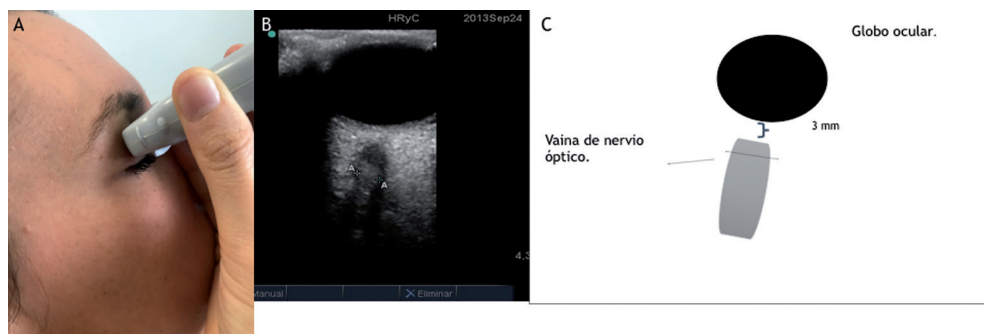 A
B
HRyC
2013Sep24
A
A
4,3
Manual
Eliminar
C
Globo ocular.
3 mm
Vaina de nervio
óptico.